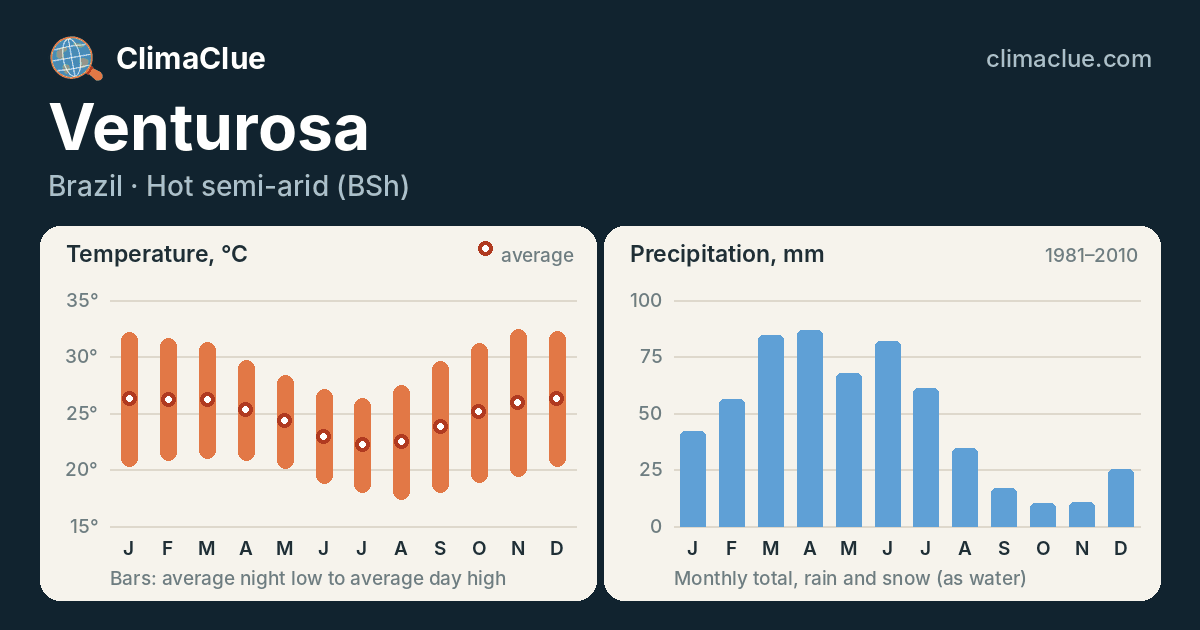 ClimaClue
climaclue.com
Venturosa
Brazil · Hot semi-arid (BSh)
Temperature, °C
average
35°
30°
25°
20°
15°
J F M A M J J A S O N D
Bars: average night low to average day high
Precipitation, mm
1981–2010
100
75
50
25
0
J F M A M J J A S O N D
Monthly total, rain and snow (as water)